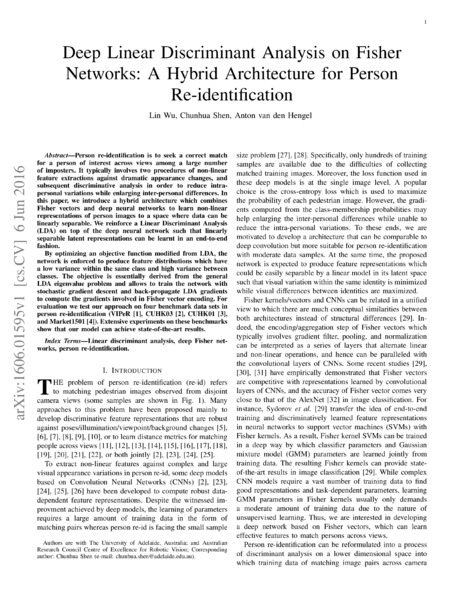 1
Deep Linear Discriminant Analysis on Fisher
Networks: A Hybrid Architecture for Person
Re-identification
Lin Wu, Chunhua Shen, Anton van den Hengel
arXiv:1606.01595v1 [cs.CV] 6 Jun 2016
Abstract—Person re-identification is to seek a correct match
for a person of interest across views among a large number
of imposters. It typically involves two procedures of non-linear
feature extractions against dramatic appearance changes, and
subsequent discriminative analysis in order to reduce intra-
personal variations while enlarging inter-personal differences. In
this paper, we introduce a hybrid architecture which combines
Fisher vectors and deep neural networks to learn non-linear
representations of person images to a space where data can be
linearly separable. We reinforce a Linear Discriminant Analysis
(LDA) on top of the deep neural network such that linearly
separable latent representations can be learnt in an end-to-end
fashion.
By optimizing an objective function modified from LDA, the
network is enforced to produce feature distributions which have
a low variance within the same class and high variance between
classes. The objective is essentially derived from the general
LDA eigenvalue problem and allows to train the network with
stochastic gradient descent and back-propagate LDA gradients
to compute the gradients involved in Fisher vector encoding. For
evaluation we test our approach on four benchmark data sets in
person re-identification (VIPeR [1], CUHK03 [2], CUHK01 [3],
and Market1501 [4]). Extensive experiments on these benchmarks
show that our model can achieve state-of-the-art results.
Index Terms—Linear discriminant analysis, deep Fisher net-
works, person re-identification.
I. INTRODUCTION
THE problem of person re-identification (re-id) refers
to matching pedestrian images observed from disjoint
camera views (some samples are shown in Fig. 1). Many
approaches to this problem have been proposed mainly to
develop discriminative feature representations that are robust
against poses/illumination/viewpoint/background changes [5],
[6], [7], [8], [9], [10], or to learn distance metrics for matching
people across views [11], [12], [13], [14], [15], [16], [17], [18],
[19], [20], [21], [22], or both jointly [2], [23], [24], [25].
To extract non-linear features against complex and large
visual appearance variations in person re-id, some deep models
based on Convolution Neural Networks (CNNs) [2], [23],
[24], [25], [26] have been developed to compute robust data-
dependent feature representations. Despite the witnessed im-
provment achieved by deep models, the learning of parameters
requires a large amount of training data in the form of
matching pairs whereas person re-id is facing the small sample
Authors are with The University of Adelaide, Australia; and Australian
Research Council Centre of Excellence for Robotic Vision; Corresponding
author: Chunhua Shen (e-mail: chunhua.shen@adelaide.edu.au).
size problem [27], [28]. Specifically, only hundreds of training
samples are available due to the difficulties of collecting
matched training images. Moreover, the loss function used in
these deep models is at the single image level. A popular
choice is the cross-entropy loss which is used to maximize
the probability of each pedestrian image. However, the gradi-
ents computed from the class-membership probabilities may
help enlarging the inter-personal differences while unable to
reduce the intra-personal variations. To these ends, we are
motivated to develop a architecture that can be comparable to
deep convolution but more suitable for person re-identification
with moderate data samples. At the same time, the proposed
network is expected to produce feature representations which
could be easily separable by a linear model in its latent space
such that visual variation within the same identity is minimized
while visual differences between identities are maximized.
Fisher kernels/vectors and CNNs can be related in a unified
view to which there are much conceptual similarities between
both architectures instead of structural differences [29]. In-
deed, the encoding/aggregation step of Fisher vectors which
typically involves gradient filter, pooling, and normalization
can be interpreted as a series of layers that alternate linear
and non-linear operations, and hence can be paralleled with
the convolutional layers of CNNs. Some recent studies [29],
[30], [31] have empirically demonstrated that Fisher vectors
are competitive with representations learned by convolutional
layers of CNNs, and the accuracy of Fisher vector comes very
close to that of the AlexNet [32] in image classification. For
instance, Sydorov et al. [29] transfer the idea of end-to-end
training and discriminatively learned feature representations
in neural networks to support vector machines (SVMs) with
Fisher kernels. As a result, Fisher kernel SVMs can be trained
in a deep way by which classifier parameters and Gaussian
mixture model (GMM) parameters are learned jointly from
training data. The resulting Fisher kernels can provide state-
of-the-art results in image classification [29]. While complex
CNN models require a vast number of training data to find
good representations and task-dependent parameters, learning
GMM parameters in Fisher kernels usually only demands
a moderate amount of training data due to the nature of
unsupervised learning. Thus, we are interested in developing
a deep network based on Fisher vectors, which can learn
effective features to match persons across views.
Person re-identification can be reformulated into a process
of discriminant analysis on a lower dimensional space into
which training data of matching image pairs across camera